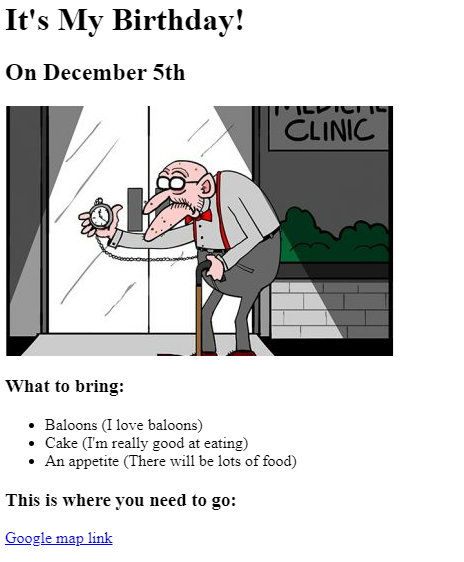 It's My Birthday!
On December 5th
MEDICAL
CLINIC
What to bring:
Baloons (I love baloons)
Cake (I'm really good at eating)
An appetite (There will be lots of food)
This is where you need to go:
Google map link